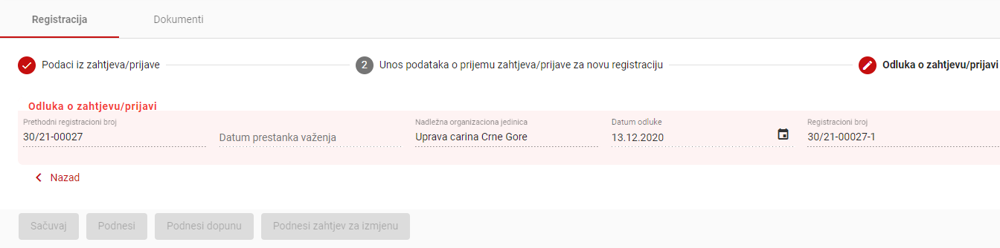 Registracija
Dokumenti
Podaci iz zahtjeva/prijave
2
Unos podataka o prijemu zahtjeva/prijave za novu registraciju
Odluka o zahtjevu/prijavi
Odluka o zahtjevu/prijavi
Prethodni registracioni broj
30/21-00027
Datum prestanka važenja
Nadležna organizaciona jedinica
Uprava carina Crne Gore
Datum odluke
13.12.2020
Registracioni broj
30/21-00027-1
Nazad
Sačuvaj
Podnesi
Podnesi dopunu
Podnesi zahtjev za izmjenu